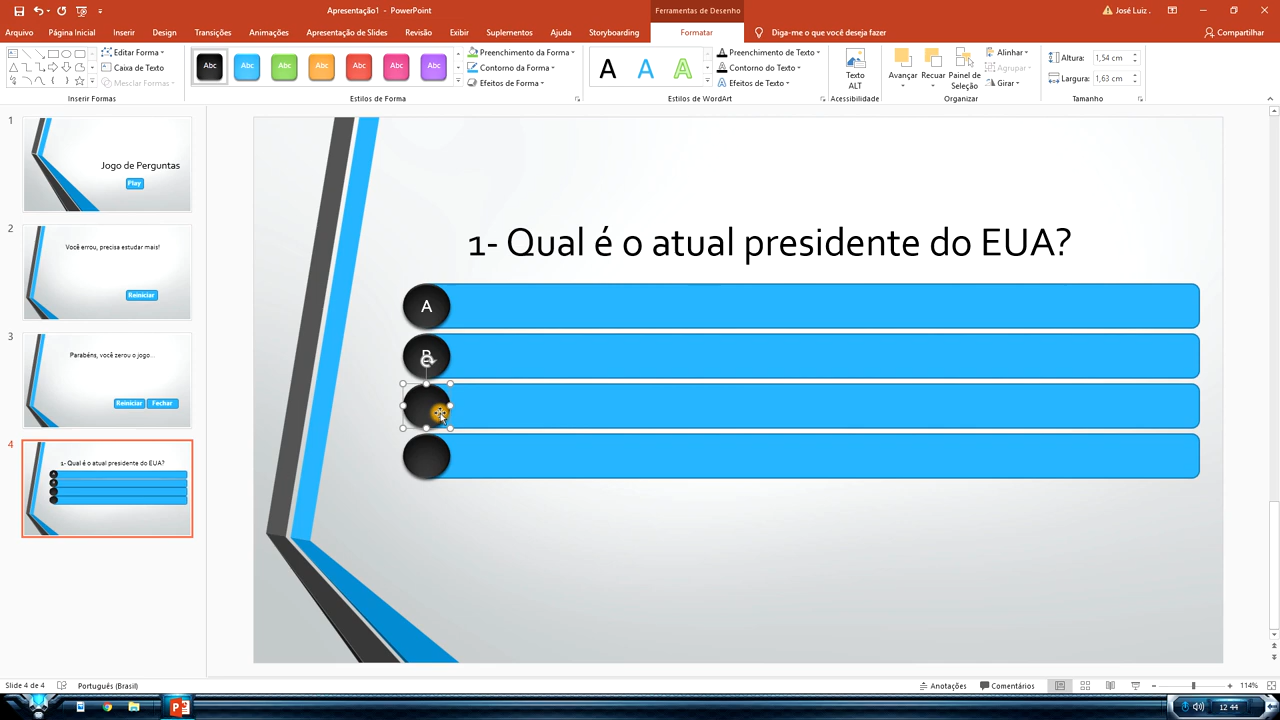 Apresentação1 - PowerPoint
Ferramentas de Desenho
José Luiz .
Arquivo Página Inicial Inserir Design Transições Animações Apresentação de Slides Revisão Exibir Suplementos Ajuda Storyboarding Formatar Diga-me o que você deseja fazer Compartilhar
Editar Forma
Caixa de Texto
Mesclar Formas
Inserir Formas
Abc Abc Abc Abc Abc Abc Abc
Preenchimento da Forma
Contorno da Forma
Efeitos de Forma
Estilos de Forma
A A A
Preenchimento de Texto
Contorno do Texto
Efeitos de Texto
Estilos de WordArt
Texto ALT
Acessibilidade
Avançar Recuar Painel de Seleção
Alinhar
Agrupar
Girar
Organizar
Altura: 1,54 cm
Largura: 1,63 cm
Tamanho
1
Jogo de Perguntas
Play
2
Você errou, precisa estudar mais!
Reiniciar
3
Parabéns, você zerou o jogo...
Reiniciar Fechar
4
1- Qual é o atual presidente do EUA?
1- Qual é o atual presidente do EUA?
A
B
Slide 4 de 4 Português (Brasil) Anotações Comentários 114%
12 44